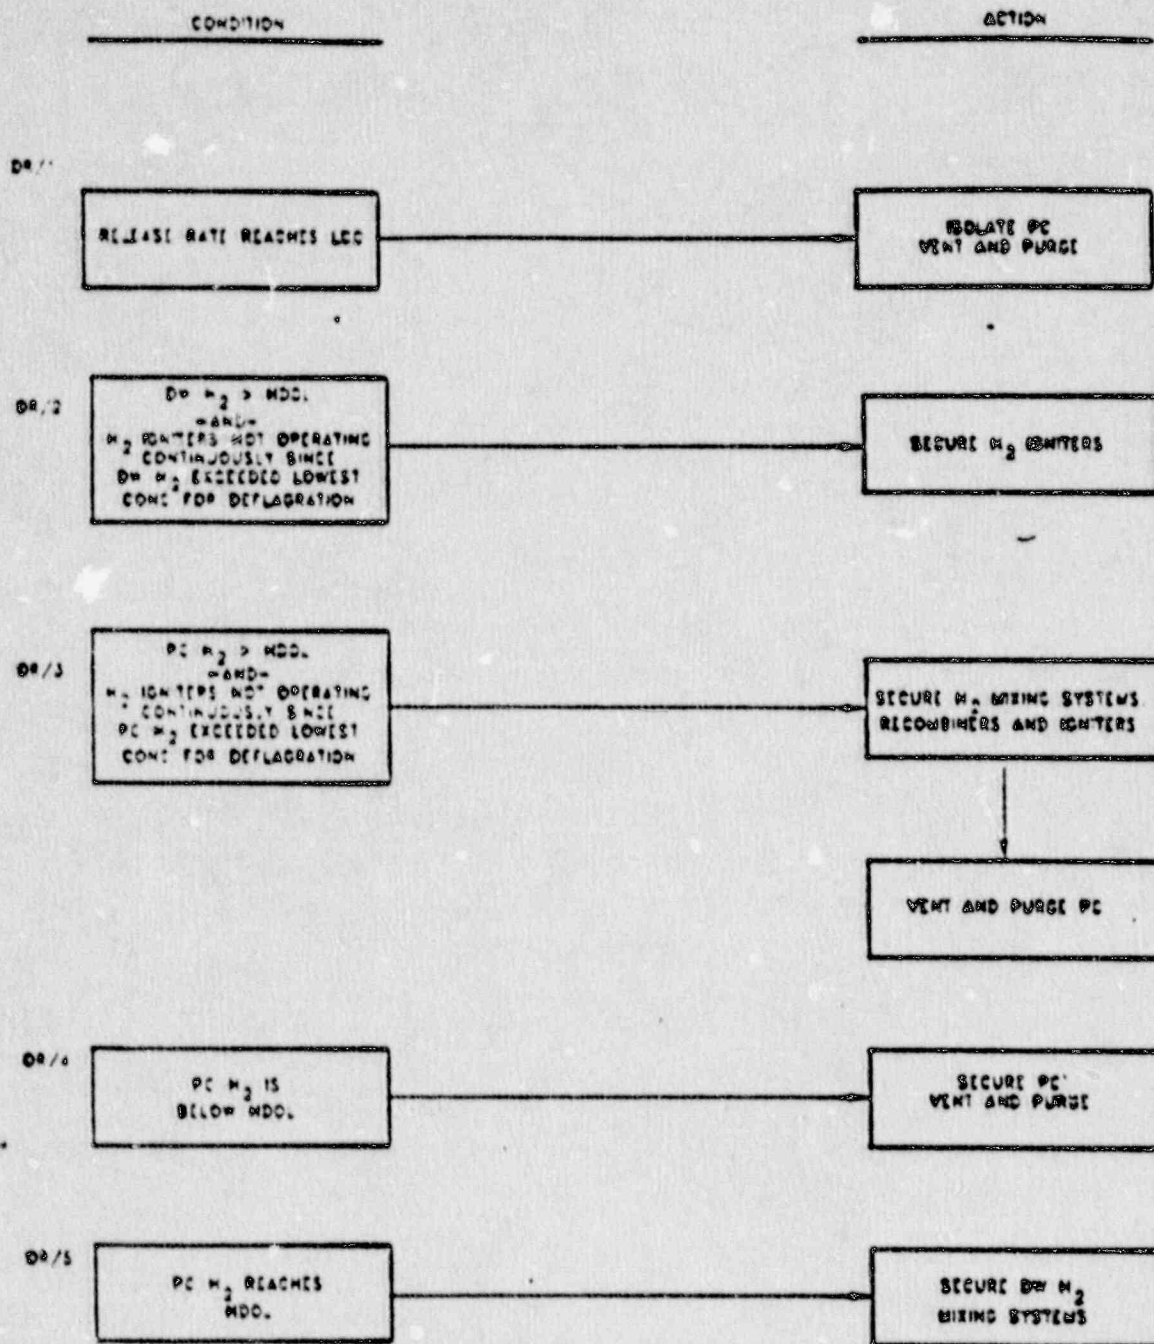 CONDITION
ACTION
DR/1
RELEASE RATE REACHES LCO
ISOLATE PC
VENT AND PURGE
DR/2
DW H2 > HDOL
-AND-
H2 IGNITERS NOT OPERATING
CONTINUOUSLY SINCE
DW H2 EXCEEDED LOWEST
CONC FOR DEFLAGRATION
SECURE H2 IGNITERS
DR/3
PC H2 > HDOL
-AND-
H2 IGNITERS NOT OPERATING
CONTINUOUSLY SINCE
PC H2 EXCEEDED LOWEST
CONC FOR DEFLAGRATION
SECURE H2 MIXING SYSTEMS,
RECOMBINERS AND IGNITERS
VENT AND PURGE PC
DR/4
PC H2 IS
BELOW HDOL
SECURE PC
VENT AND PURGE
DR/5
PC H2 REACHES
HDOL
SECURE DW H2
MIXING SYSTEMS